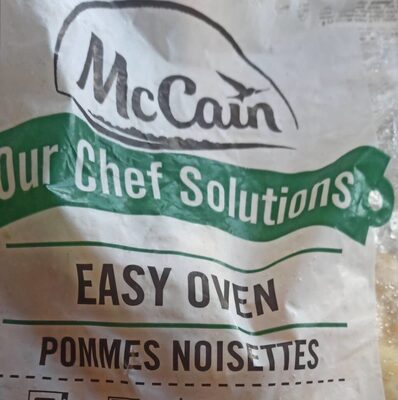 McCain
Our Chef Solutions
EASY OVEN
POMMES NOISETTES